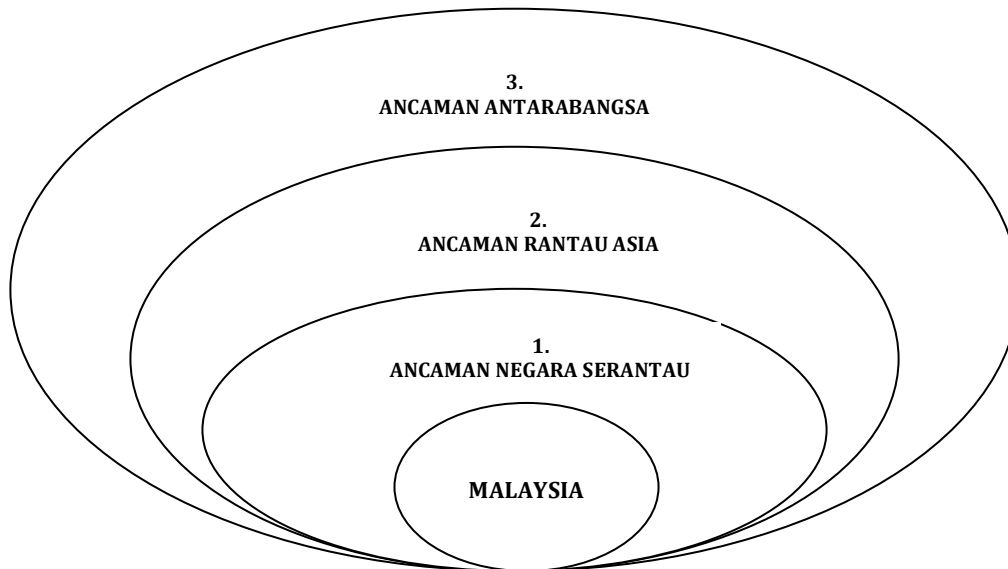 3.
ANCAMAN ANTARABANGSA
2.
ANCAMAN RANTAU ASIA
1.
ANCAMAN NEGARA SERANTAU
MALAYSIA